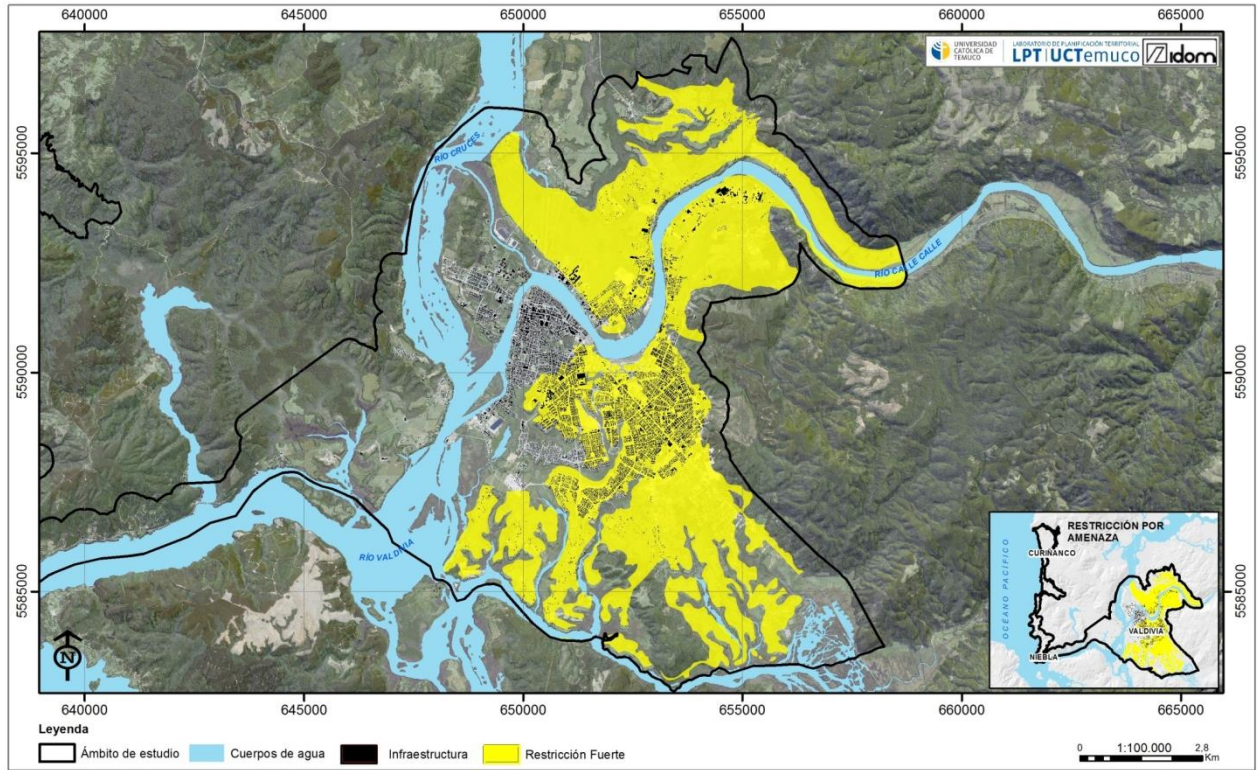 640000 645000 650000 655000 660000 665000
UNIVERSIDAD
CATÓLICA DE
TEMUCO
LABORATORIO DE PLANIFICACIÓN TERRITORIAL
LPT|UCTemuco
idom
5595000
5595000
RÍO CRUCES
RÍO CALLE CALLE
5590000
5590000
RÍO VALDIVIA
5585000
5585000
N
RESTRICCIÓN POR
AMENAZA
CURIÑANCO
OCÉANO PACÍFICO
VALDIVIA
NIEBLA
640000 645000 650000 655000 660000 665000
Leyenda
Ámbito de estudio Cuerpos de agua Infraestructura Restricción Fuerte
0 1:100.000 2,8
Km